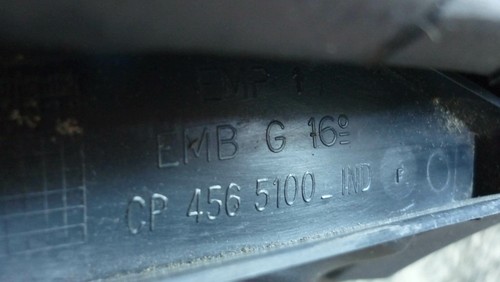 EMP 1
EMB G 16º
CP 456 5100_IND F